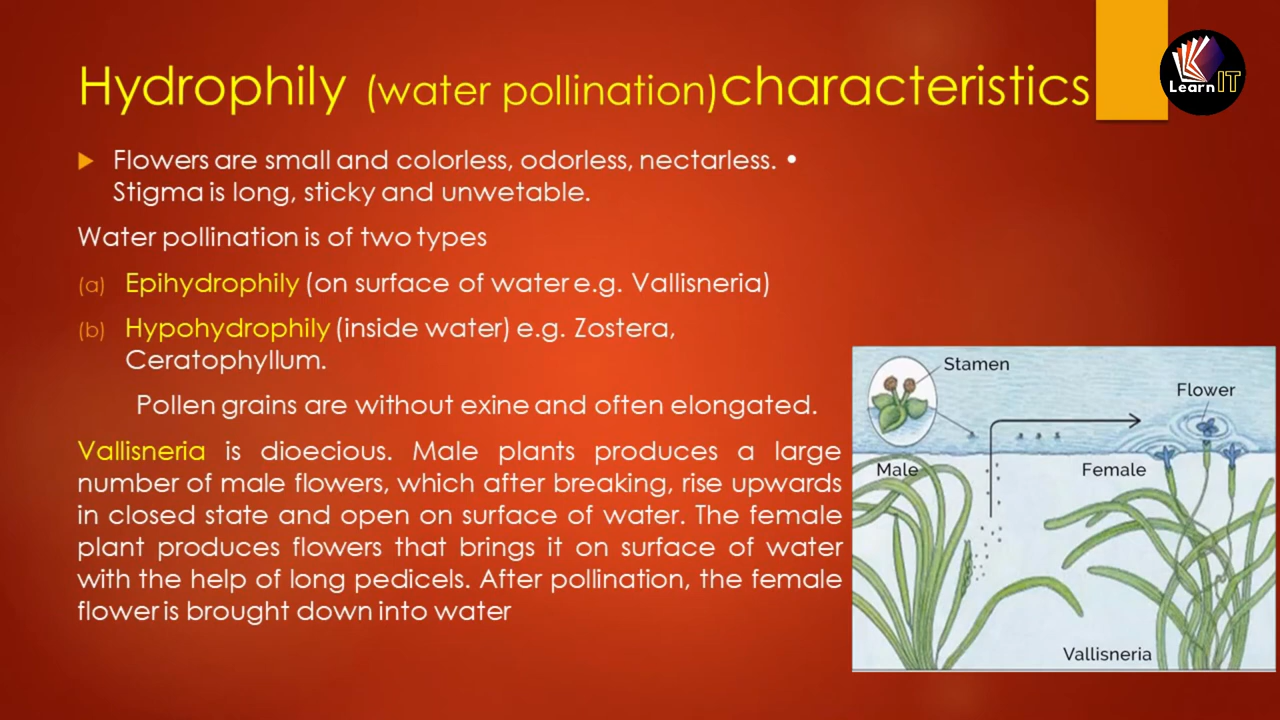 Hydrophily (water pollination)characteristics
Learn IT
Flowers are small and colorless, odorless, nectarless. •
Stigma is long, sticky and unwetable.
Water pollination is of two types
(a) Epihydrophily (on surface of water e.g. Vallisneria)
(b) Hypohydrophily (inside water) e.g. Zostera,
Ceratophyllum.
Pollen grains are without exine and often elongated.
Vallisneria is dioecious. Male plants produces a large
number of male flowers, which after breaking, rise upwards
in closed state and open on surface of water. The female
plant produces flowers that brings it on surface of water
with the help of long pedicels. After pollination, the female
flower is brought down into water
Stamen
Flower
Male
Female
Vallisneria